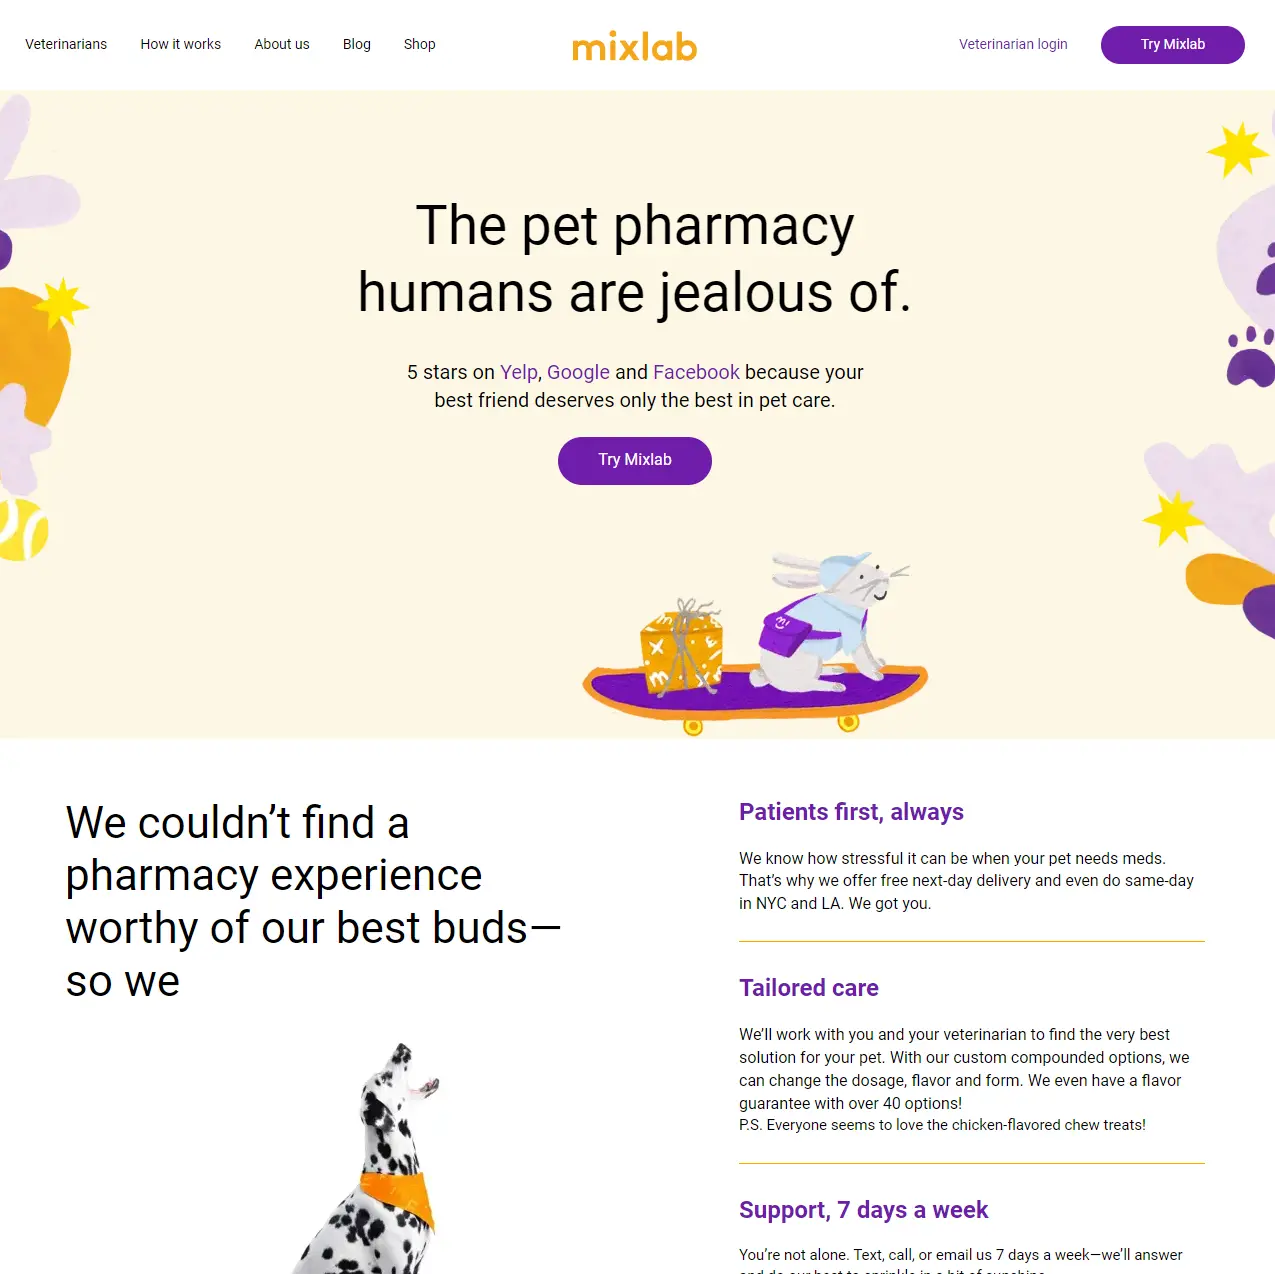 Veterinarians
How it works
About us
Blog
Shop
mixlab
Veterinarian login
Try Mixlab
The pet pharmacy
humans are jealous of.
5 stars on Yelp, Google and Facebook because your
best friend deserves only the best in pet care.
Try Mixlab
We couldn’t find a
pharmacy experience
worthy of our best buds—
so we
Patients first, always
We know how stressful it can be when your pet needs meds.
That’s why we offer free next-day delivery and even do same-day
in NYC and LA. We got you.
Tailored care
We’ll work with you and your veterinarian to find the very best
solution for your pet. With our custom compounded options, we
can change the dosage, flavor and form. We even have a flavor
guarantee with over 40 options!
P.S. Everyone seems to love the chicken-flavored chew treats!
Support, 7 days a week
You’re not alone. Text, call, or email us 7 days a week—we’ll answer